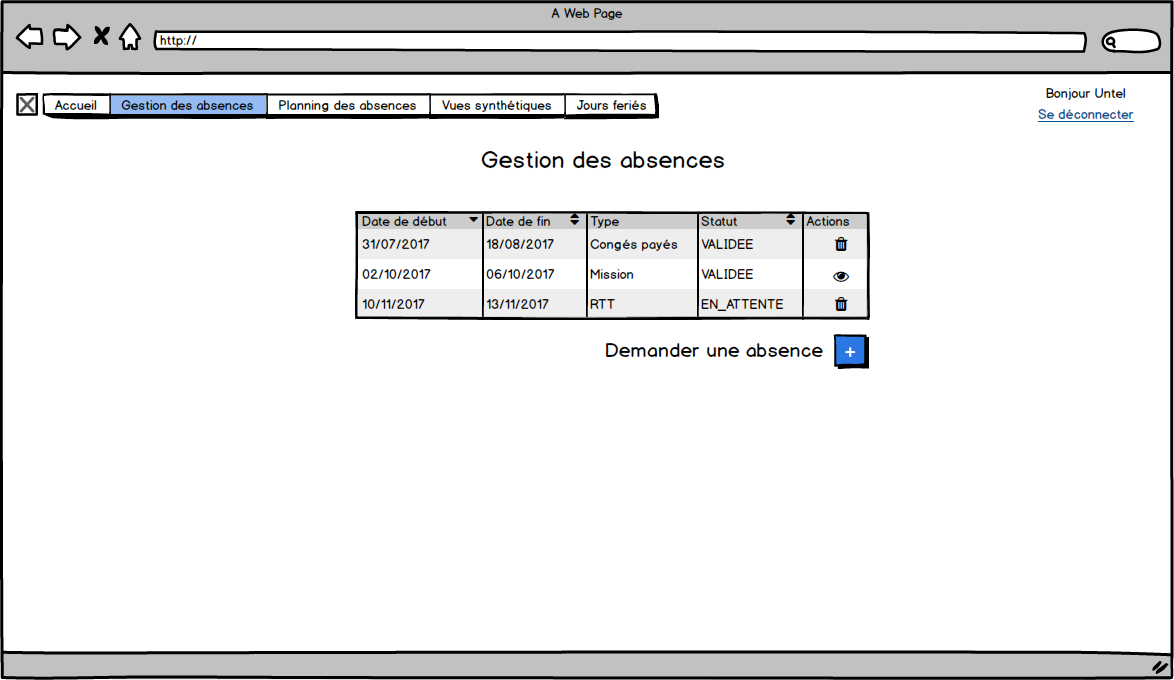 A Web Page
http://
Accueil Gestion des absences Planning des absences Vues synthétiques Jours feriés
Bonjour Untel
Se déconnecter
Gestion des absences
Date de début Date de fin Type Statut Actions
31/07/2017 18/08/2017 Congés payés VALIDEE
02/10/2017 06/10/2017 Mission VALIDEE
10/11/2017 13/11/2017 RTT EN_ATTENTE
Demander une absence +